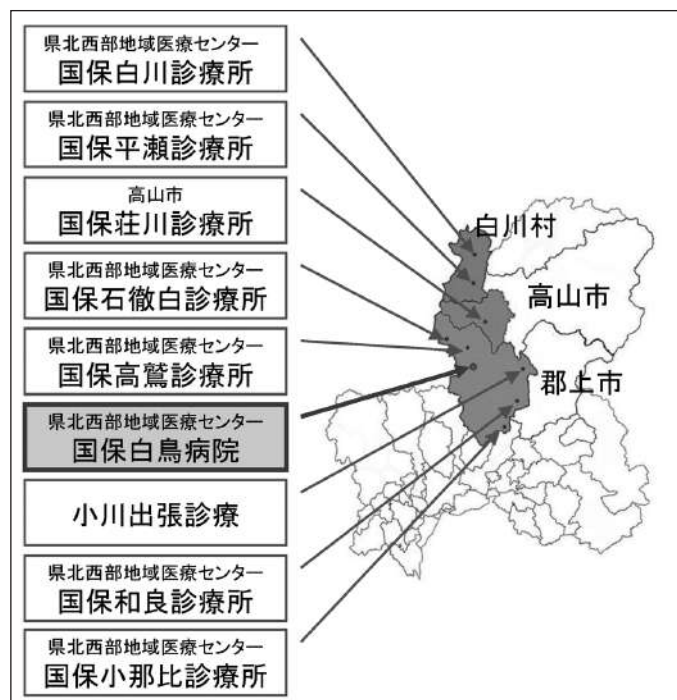 県北西部地域医療センター
国保白川診療所
県北西部地域医療センター
国保平瀬診療所
高山市
国保荘川診療所
県北西部地域医療センター
国保石徹白診療所
県北西部地域医療センター
国保高鷲診療所
県北西部地域医療センター
国保白鳥病院
小川出張診療
県北西部地域医療センター
国保和良診療所
県北西部地域医療センター
国保小那比診療所
白川村
高山市
郡上市